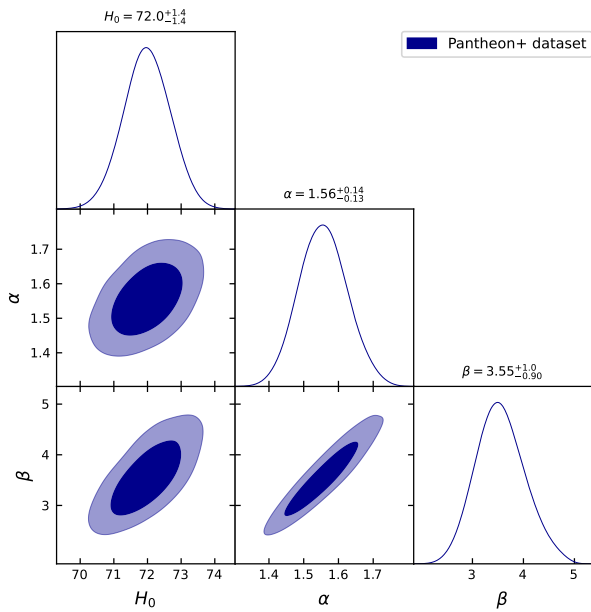 H₀ = 72.0⁺¹·⁴₋₁.₄
Pantheon+ dataset
α = 1.56⁺⁰·¹⁴₋₀.₁₃
α
1.7
1.6
1.5
1.4
β = 3.55⁺¹·⁰₋₀.₉₀
β
5
4
3
70 71 72 73 74
1.4 1.5 1.6 1.7
3 4 5
H₀
α
β